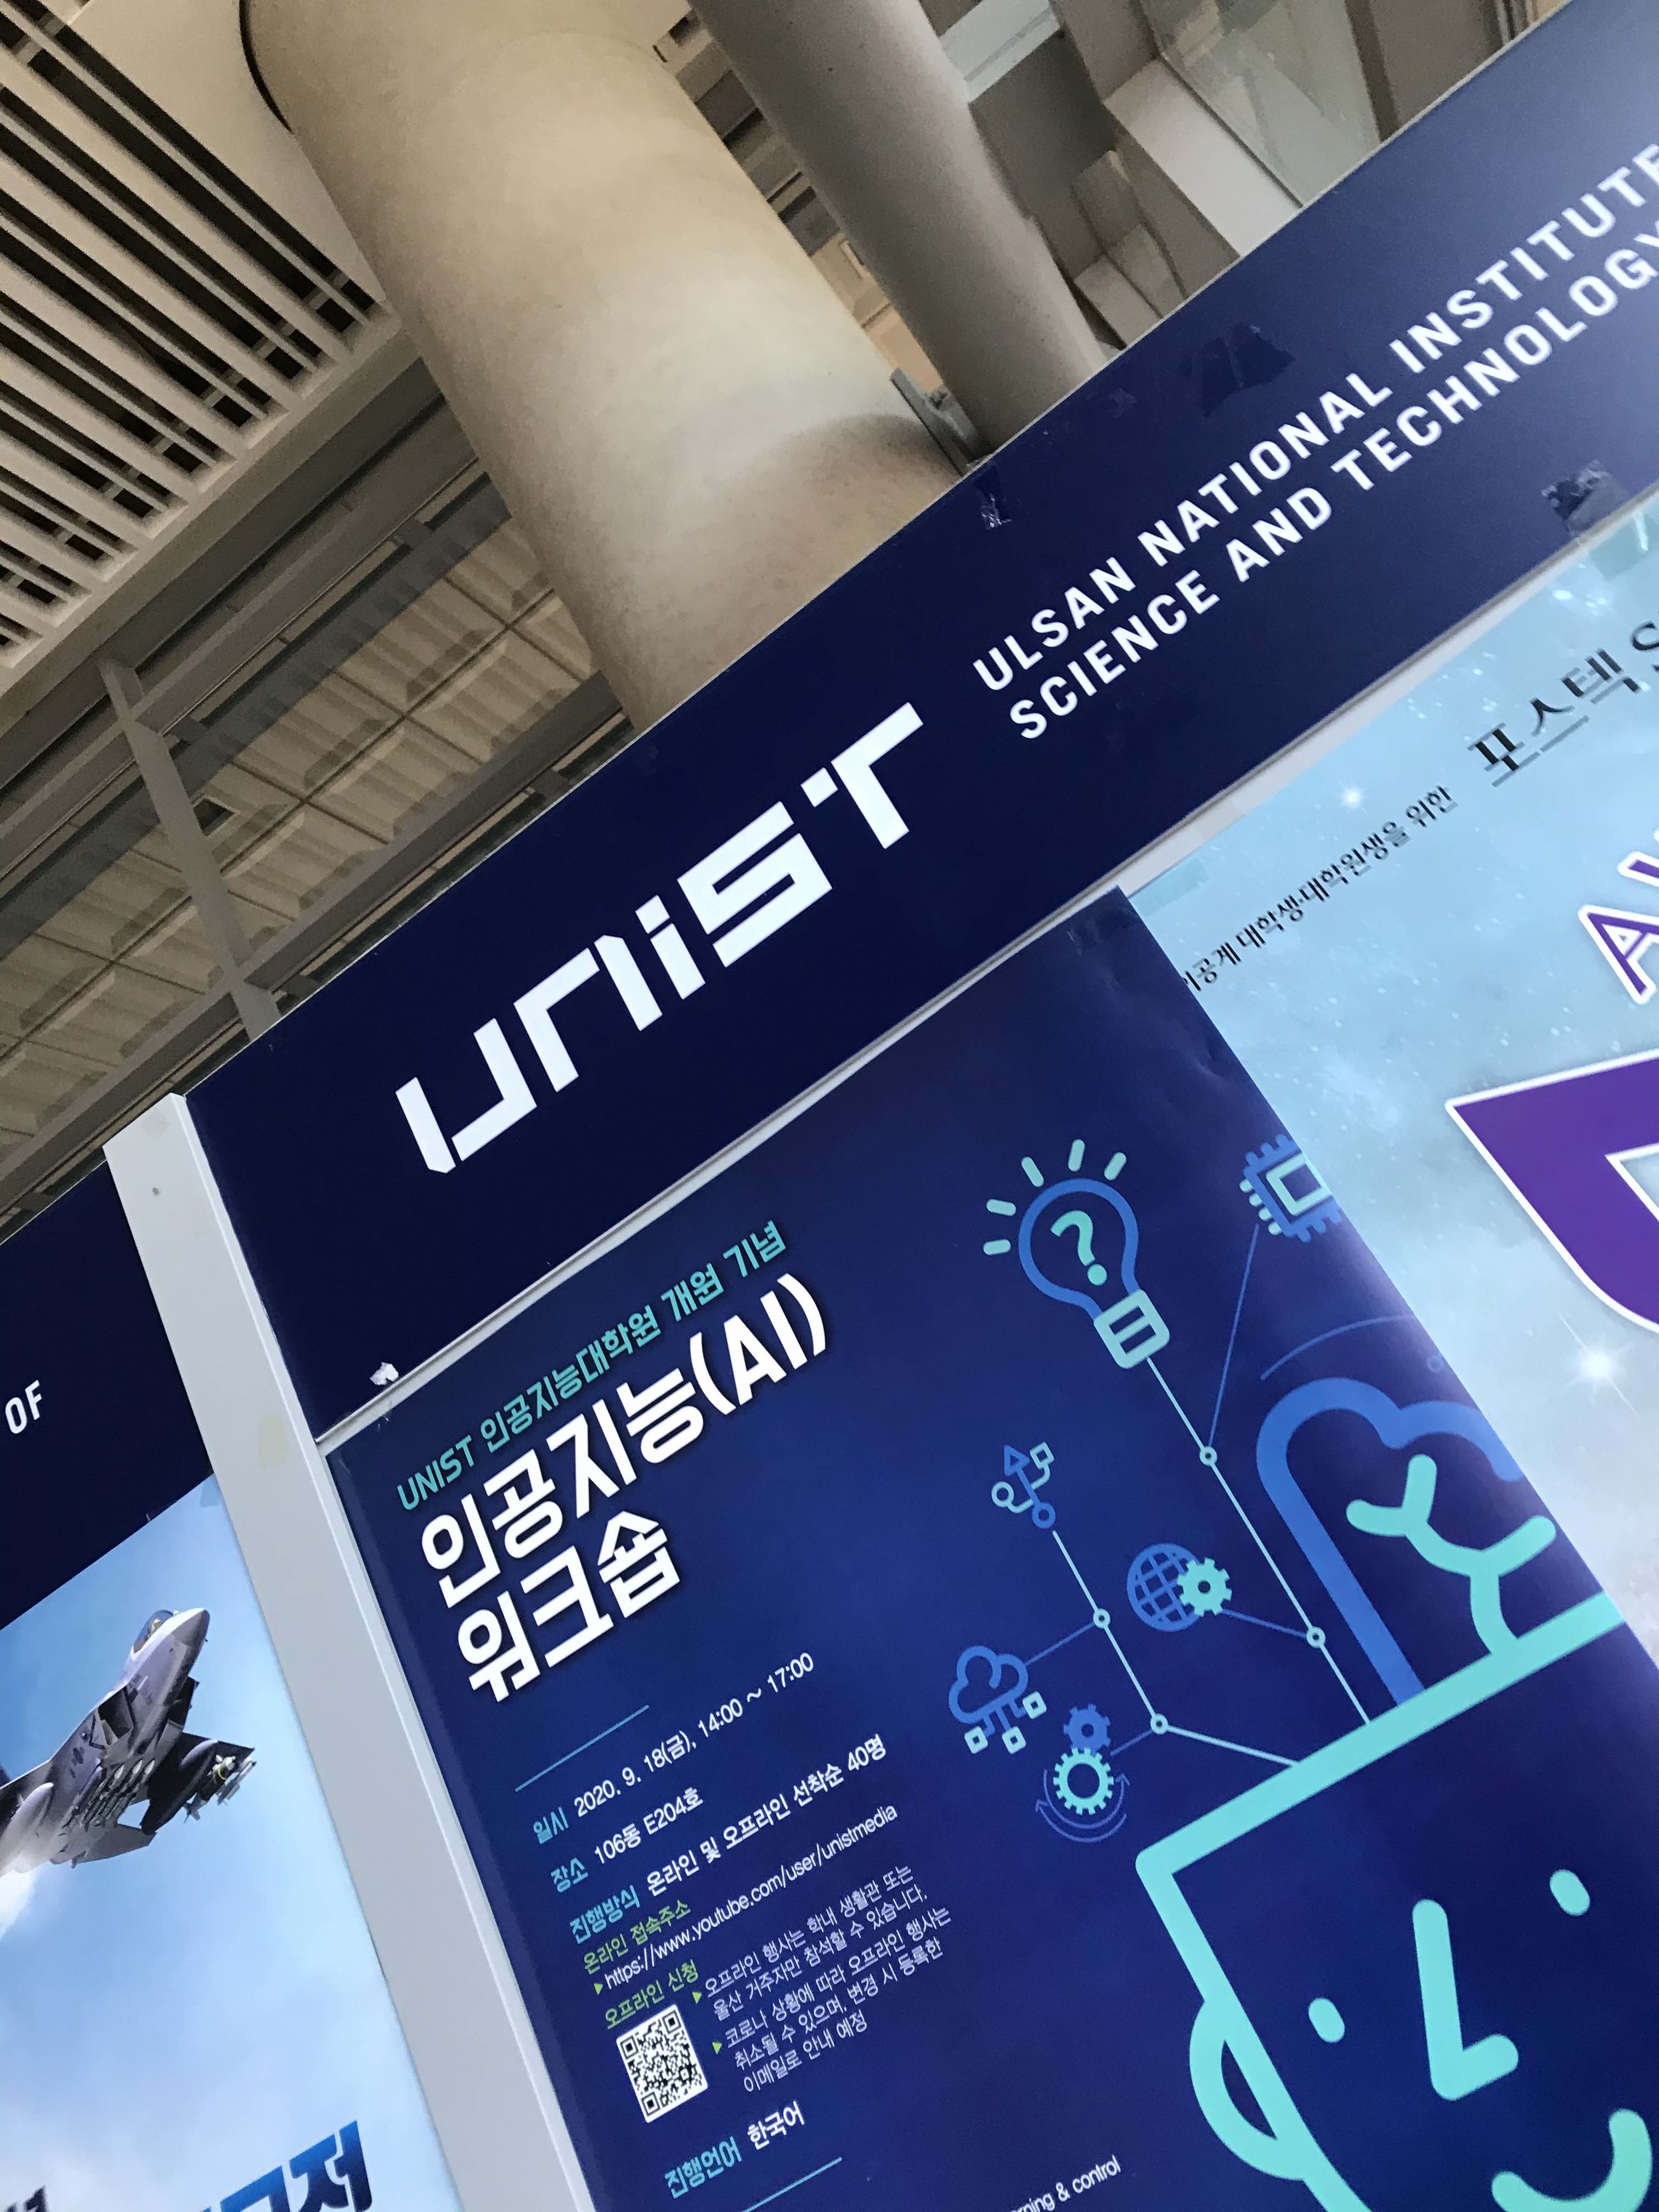 OF
UNIST
ULSAN NATIONAL INSTITUTE
SCIENCE AND TECHNOLOGY
UNIST 인공지능대학원 개원 기념
인공지능(AI)
워크숍
일시 2020. 9. 18(금), 14:00 ~ 17:00
장소 106동 E204호
진행방식 온라인 및 오프라인 선착순 40명
온라인 접속주소
▶https://www.youtube.com/user/unistmedia
오프라인 신청
▶ 오프라인 행사는 학내 생활관 또는
울산 거주자만 참석할 수 있습니다.
▶ 코로나 상황에 따라 오프라인 행사는
취소될 수 있으며, 변경 시 등록한
이메일로 안내 예정
진행언어 한국어
& control
이공계 대학생·대학원생을 위한
포스텍 S
?